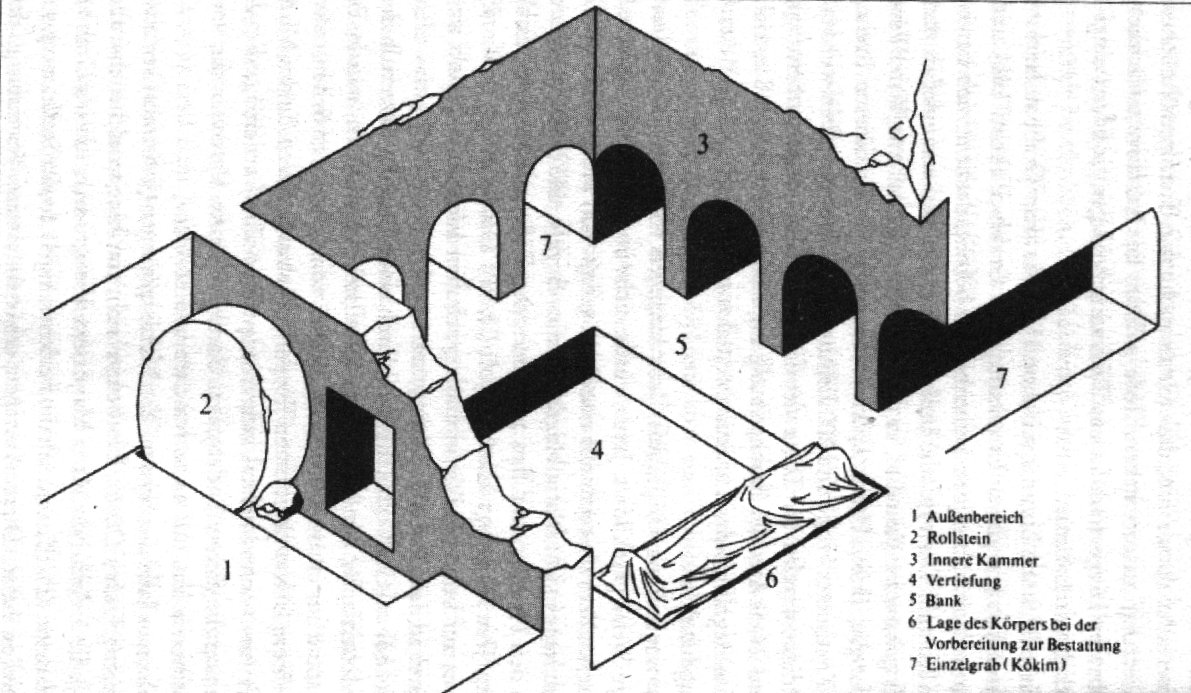 3
7
5
7
2
4
1
6
1 Außenbereich
2 Rollstein
3 Innere Kammer
4 Vertiefung
5 Bank
6 Lage des Körpers bei der
Vorbereitung zur Bestattung
7 Einzelgrab (Kôkim)